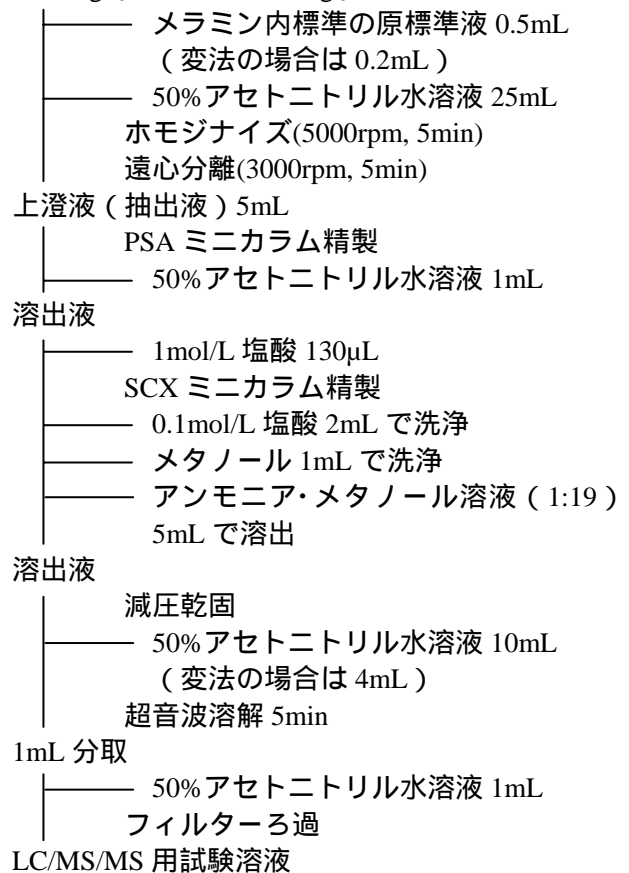 メラミン内標準の原標準液 0.5mL
（変法の場合は 0.2mL）
50%アセトニトリル水溶液 25mL
ホモジナイズ(5000rpm, 5min)
遠心分離(3000rpm, 5min)
上澄液（抽出液）5mL
PSA ミニカラム精製
50%アセトニトリル水溶液 1mL
溶出液
1mol/L 塩酸 130μL
SCX ミニカラム精製
0.1mol/L 塩酸 2mL で洗浄
メタノール 1mL で洗浄
アンモニア･メタノール溶液（1:19）
5mL で溶出
溶出液
減圧乾固
50%アセトニトリル水溶液 10mL
（変法の場合は 4mL）
超音波溶解 5min
1mL 分取
50%アセトニトリル水溶液 1mL
フィルターろ過
LC/MS/MS 用試験溶液